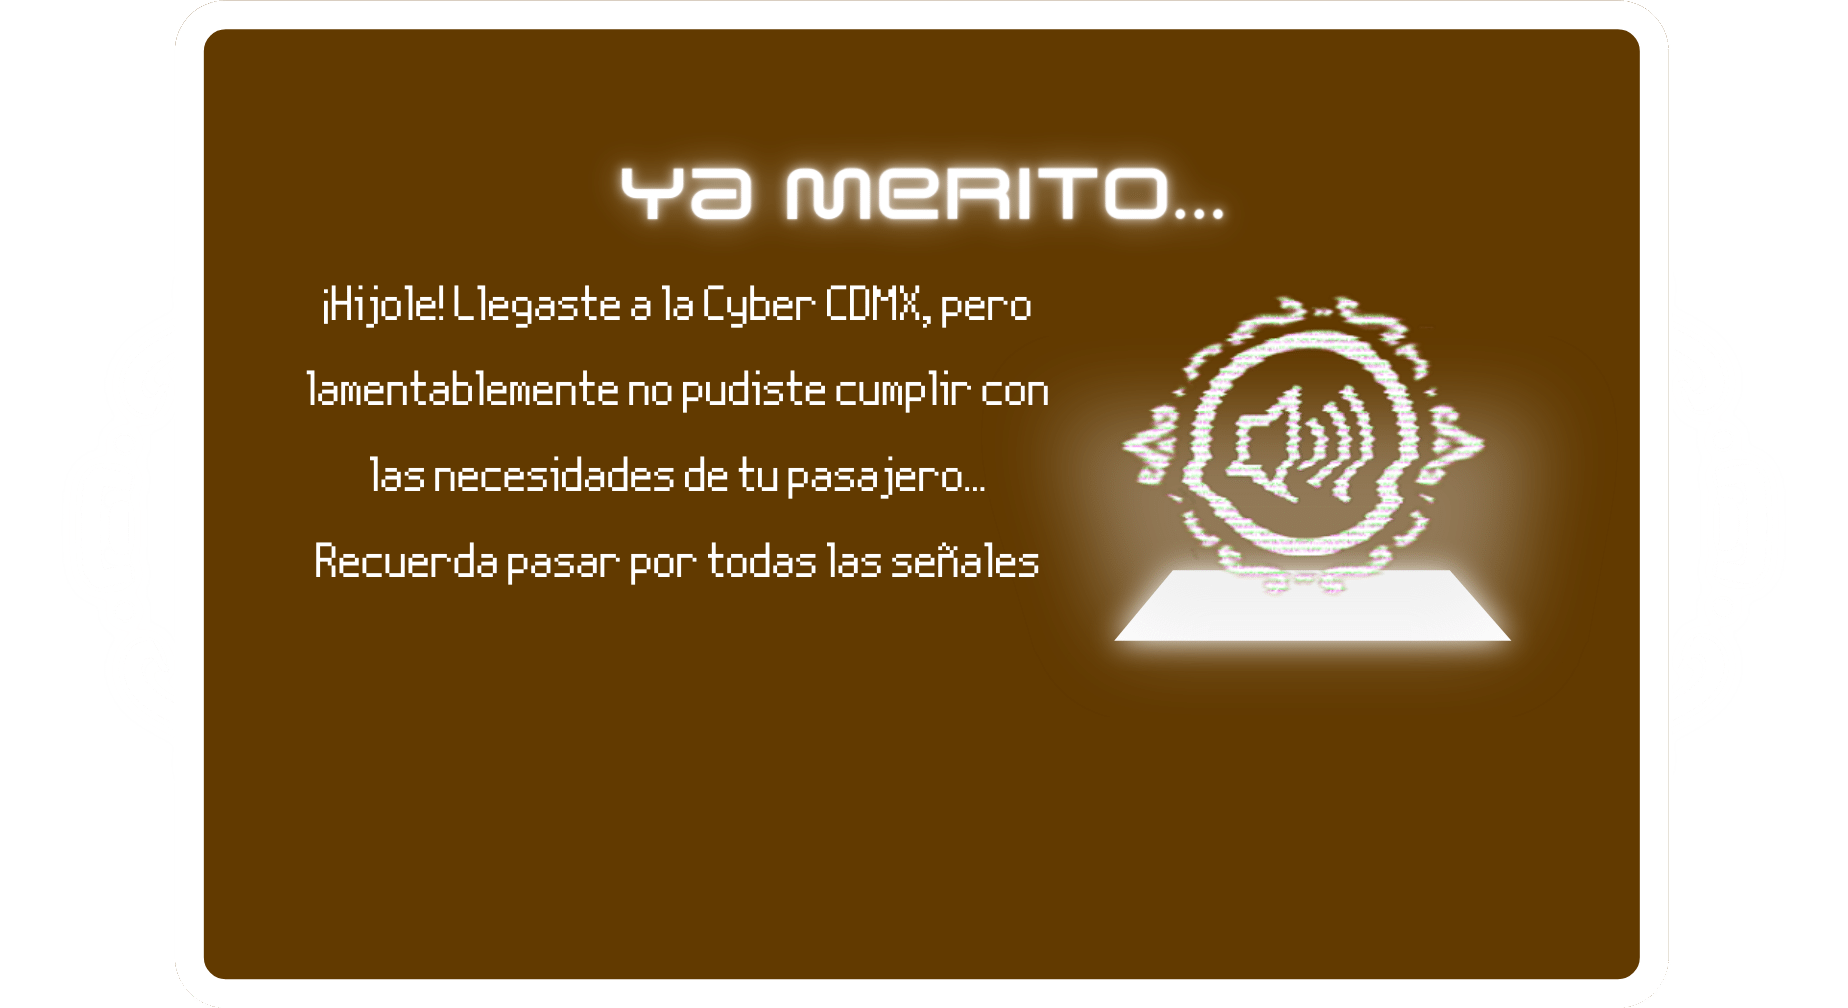 Ya merito...
¡Hijole! Llegaste a la Cyber CDMX, pero
lamentablemente no pudiste cumplir con
las necesidades de tu pasajero...
Recuerda pasar por todas las señales